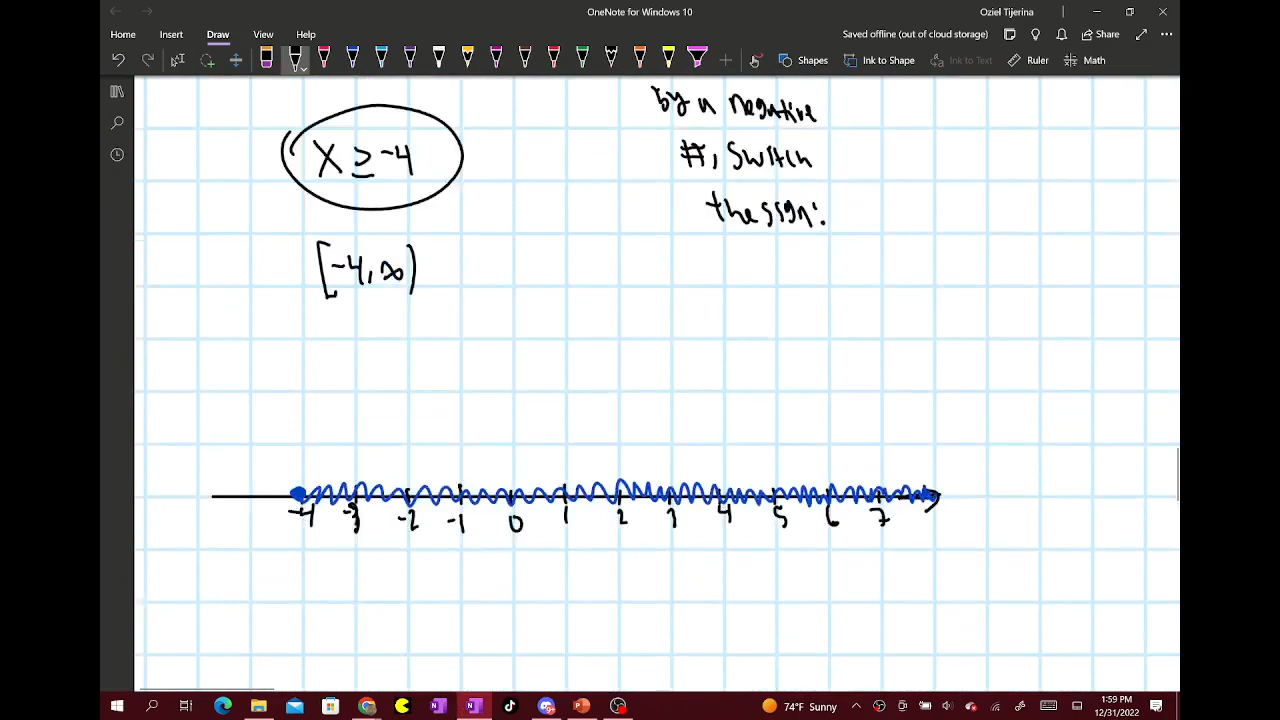 OneNote for Windows 10
Oziel Tijerina
Home Insert Draw View Help
Saved offline (out of cloud storage)
Share
Shapes
Ink to Shape
Ink to Text
Ruler
Math
by a negative
#, Switch
the sign.
X ≥ -4
[-4, ∞)
-4 -3 -2 -1 0 1 2 3 4 5 6 7
74°F Sunny
1:59 PM
12/31/2022